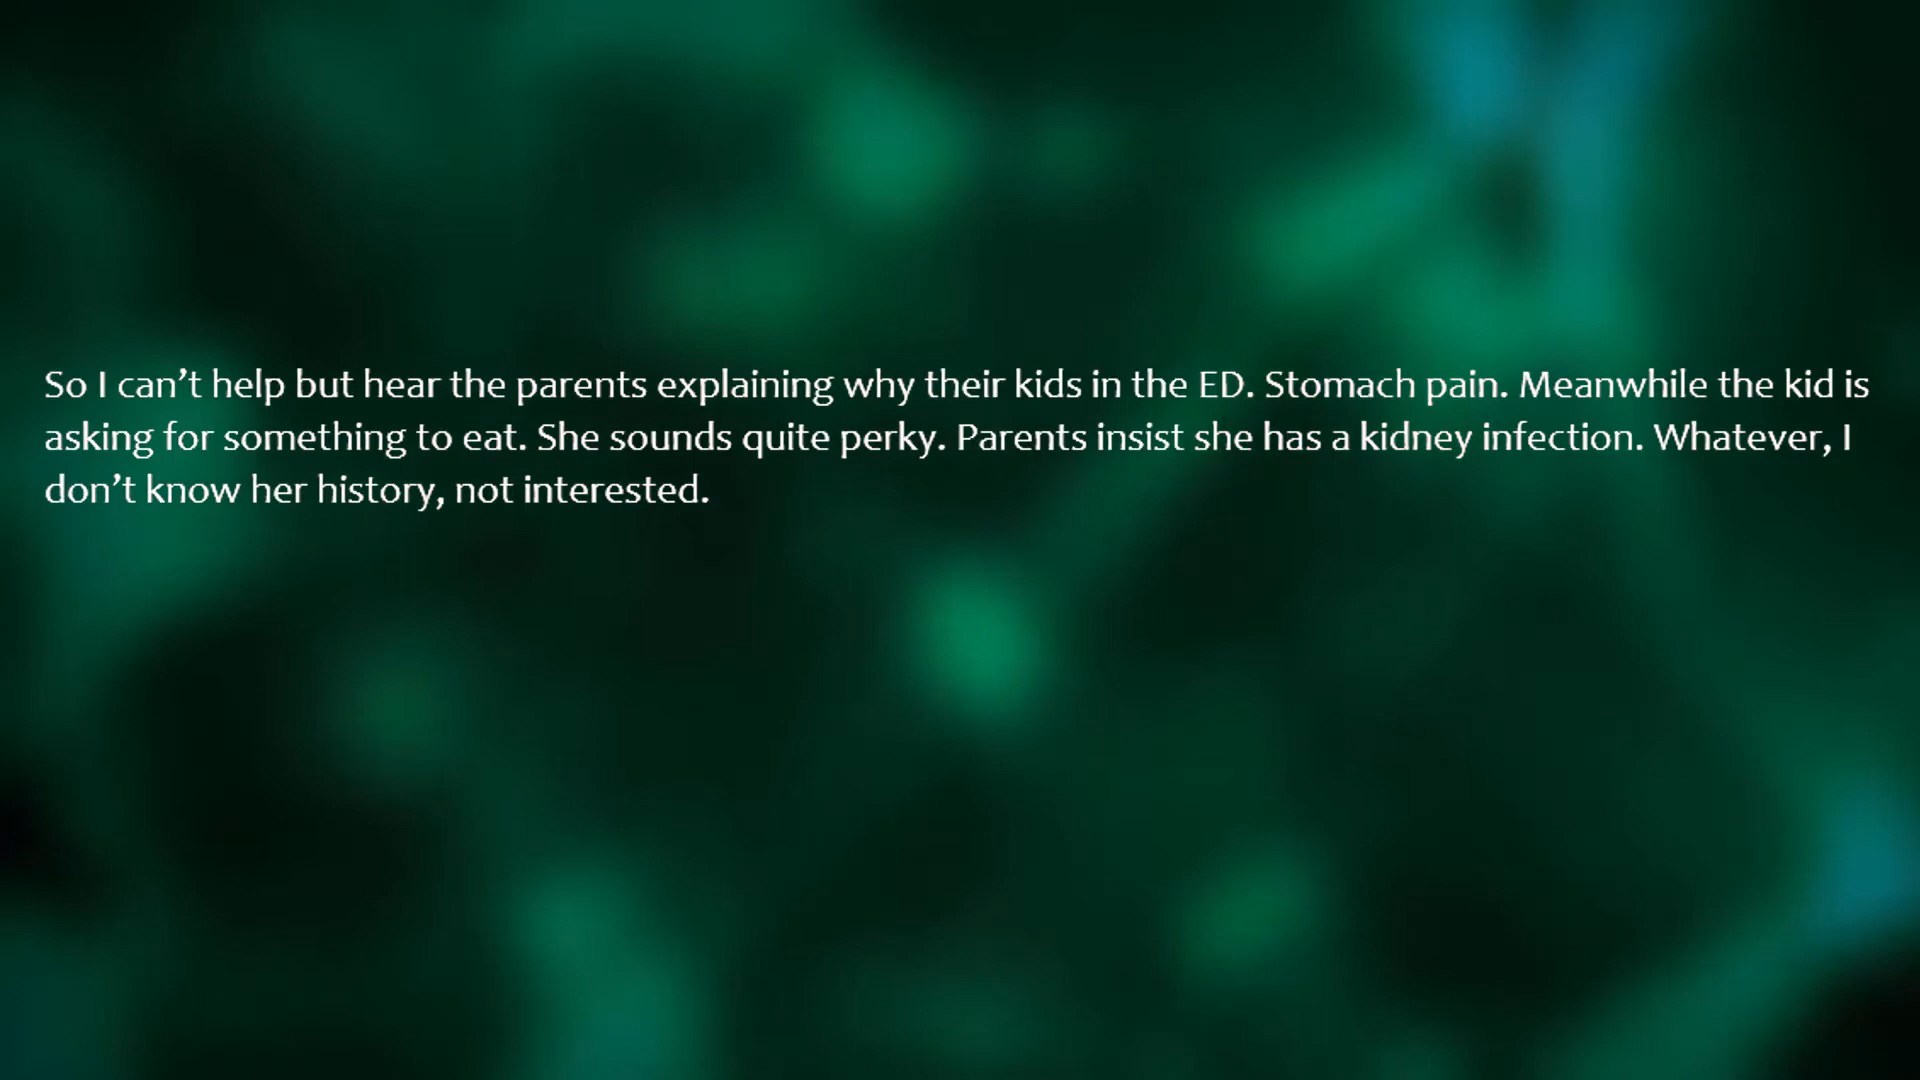 So I can’t help but hear the parents explaining why their kids in the ED. Stomach pain. Meanwhile the kid is
asking for something to eat. She sounds quite perky. Parents insist she has a kidney infection. Whatever, I
don’t know her history, not interested.